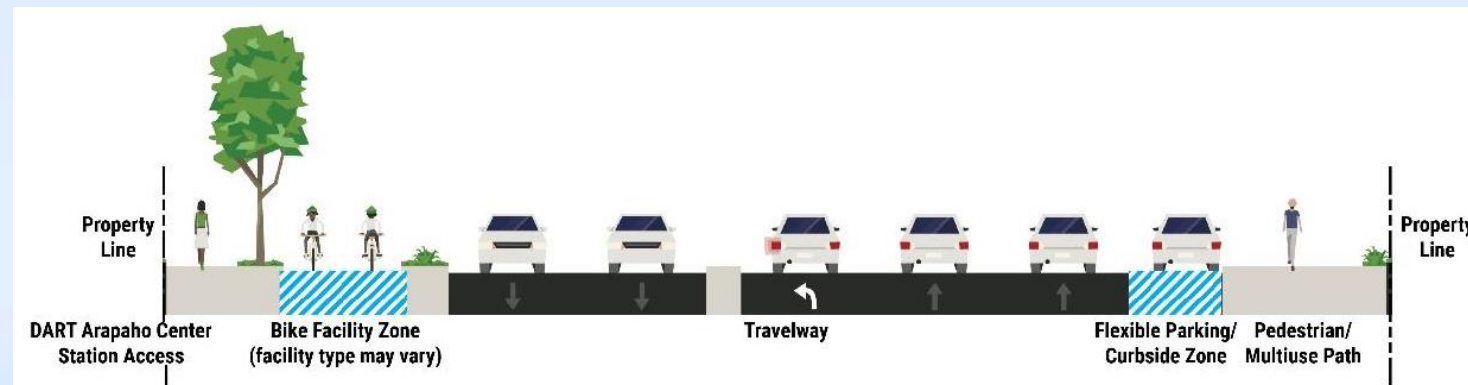 Property
Line
Property
Line
DART Arapaho Center
Station Access
Bike Facility Zone
(facility type may vary)
Travelway
Flexible Parking/
Curbside Zone
Pedestrian/
Multiuse Path